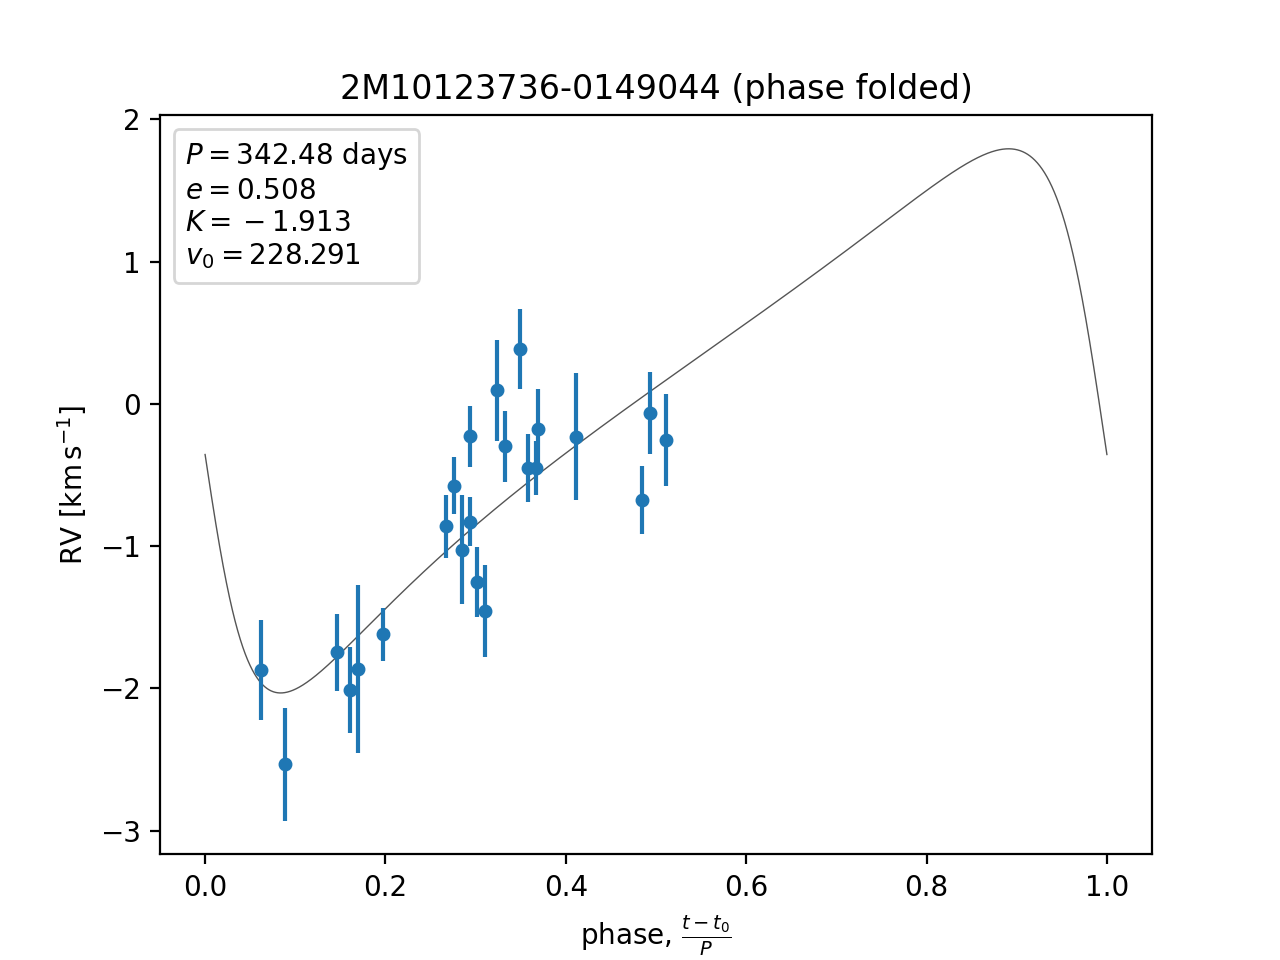 2M10123736-0149044 (phase folded)
P = 342.48 days
e = 0.508
K = −1.913
v₀ = 228.291
RV [km s⁻¹]
2
1
0
−1
−2
−3
0.0 0.2 0.4 0.6 0.8 1.0
phase, (t − t₀)/P